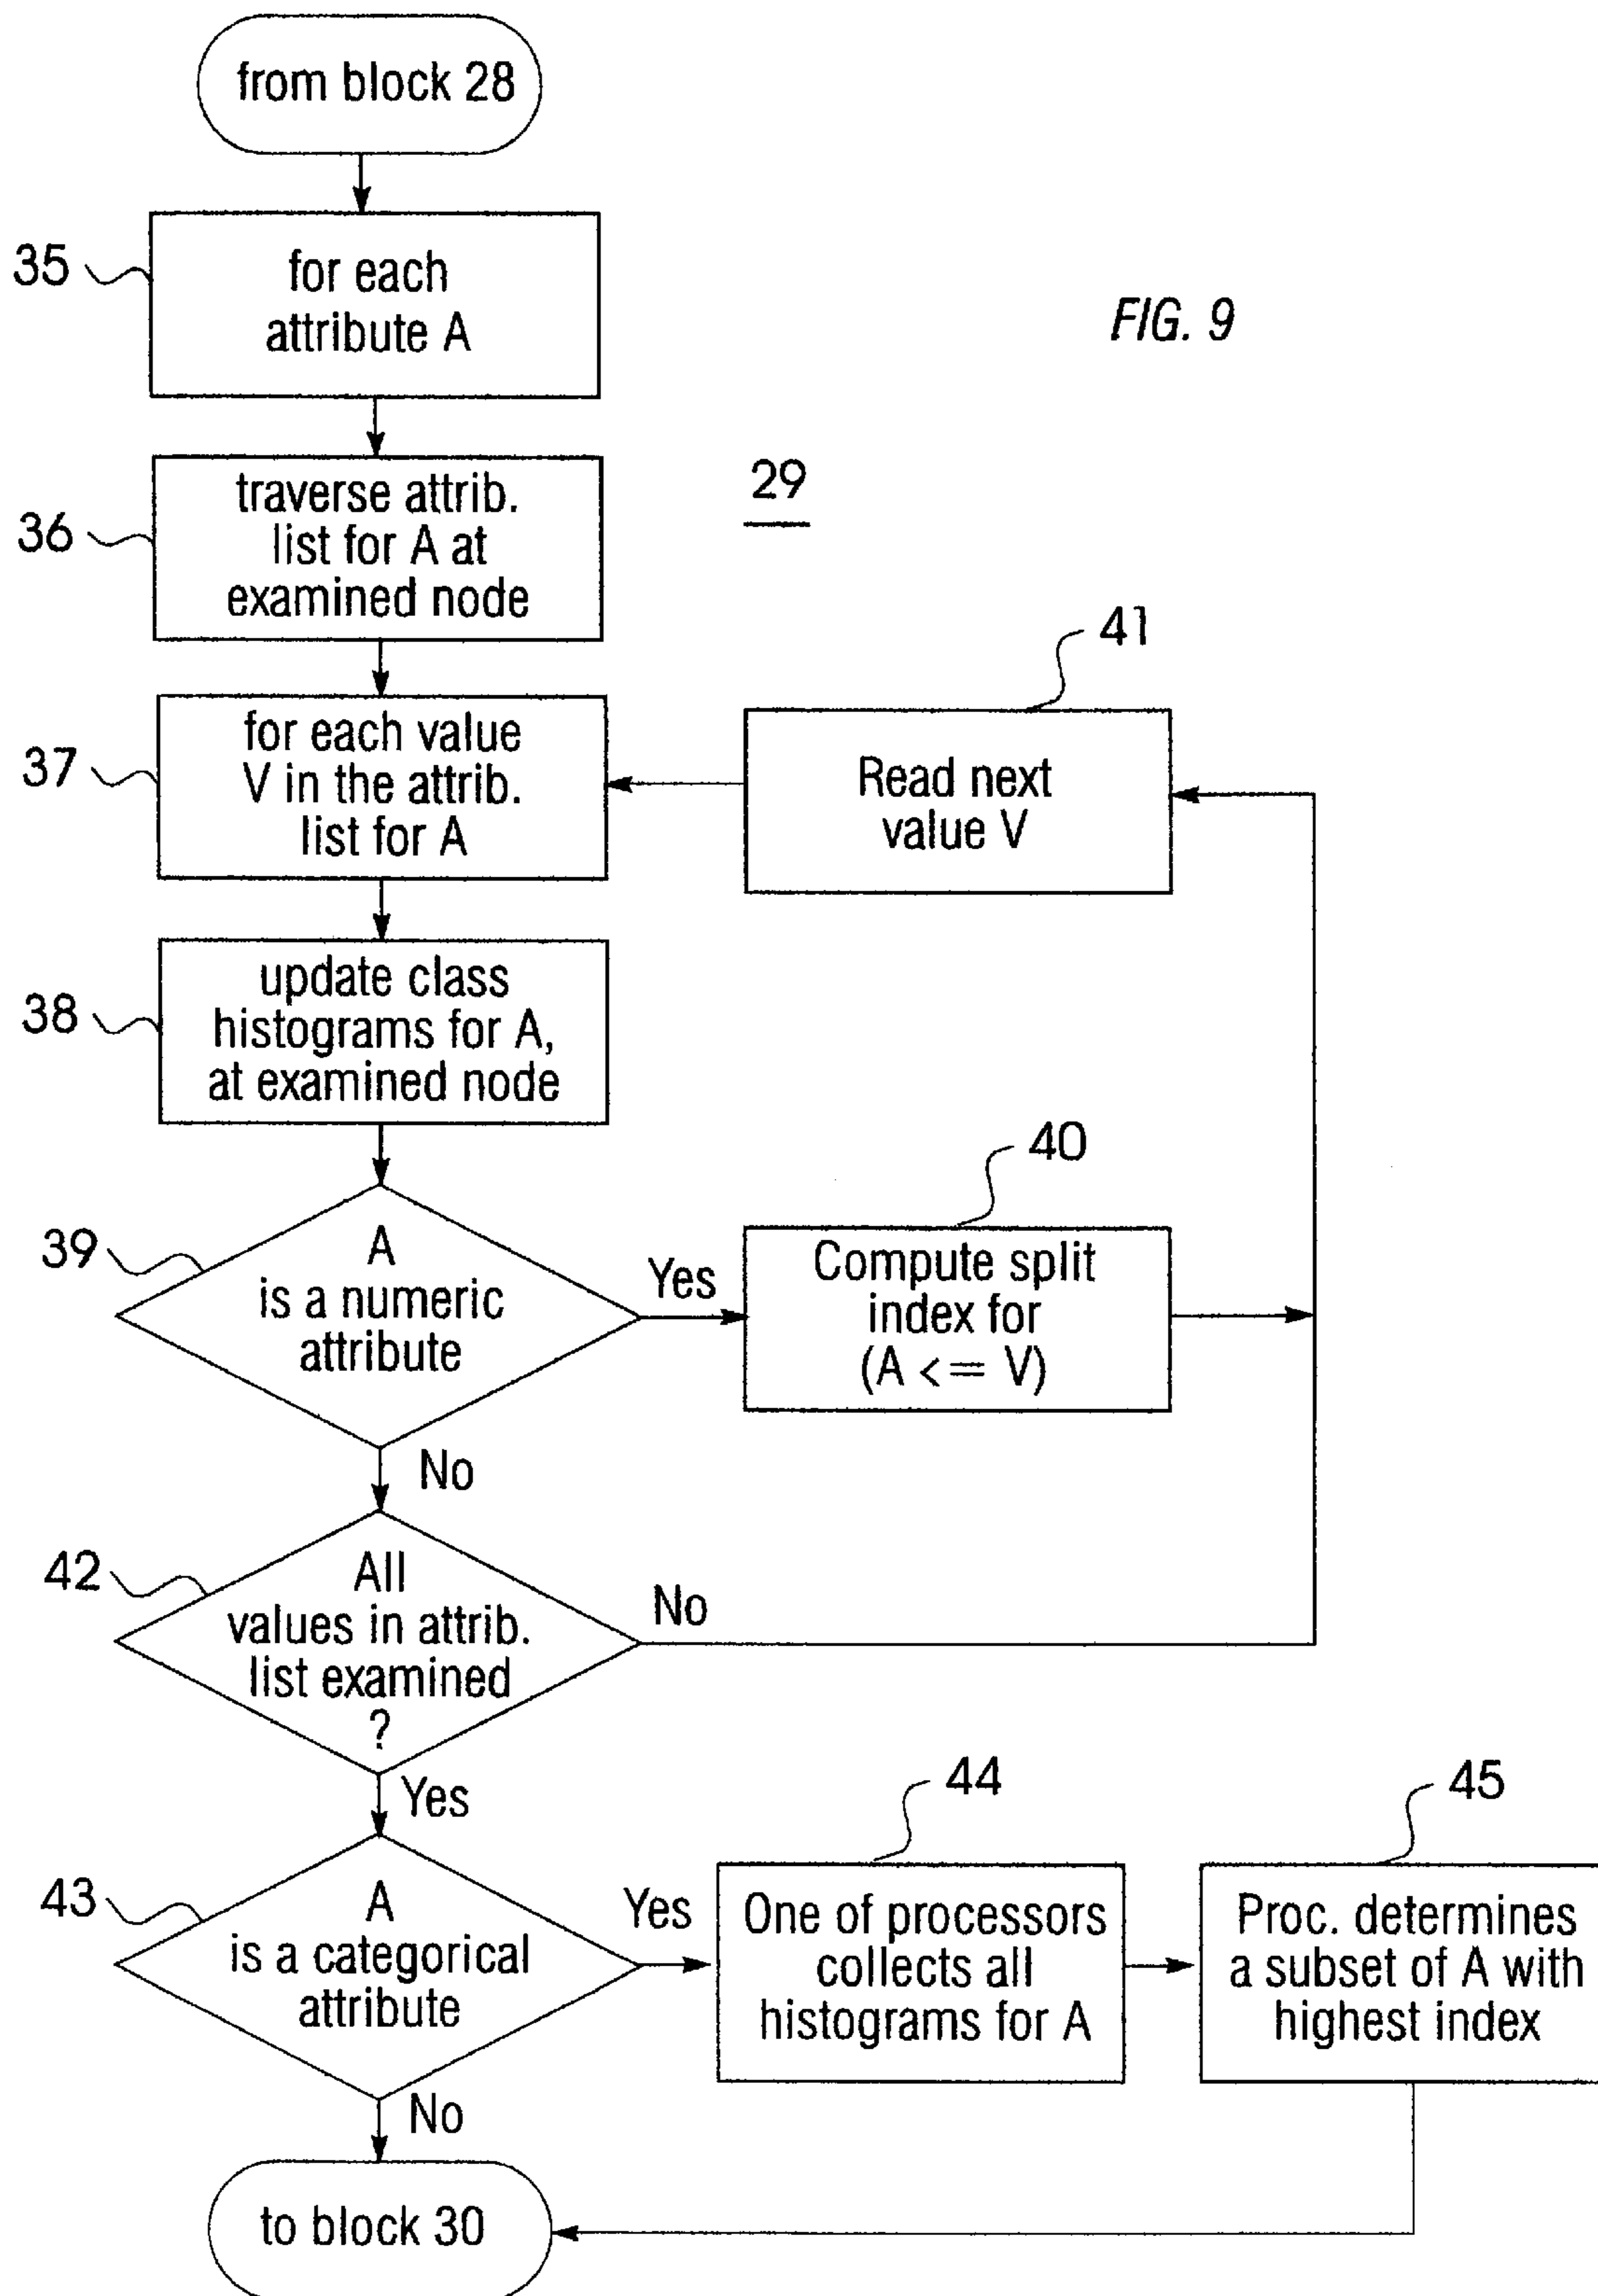 from block 28
35
for each
attribute A
FIG. 9
29
36
traverse attrib.
list for A at
examined node
41
37
for each value
V in the attrib.
list for A
Read next
value V
38
update class
histograms for A,
at examined node
40
39
A
is a numeric
attribute
Yes
Compute split
index for
(A <= V)
No
42
All
values in attrib.
list examined
?
No
Yes
44
45
43
A
is a categorical
attribute
Yes
One of processors
collects all
histograms for A
Proc. determines
a subset of A with
highest index
No
to block 30